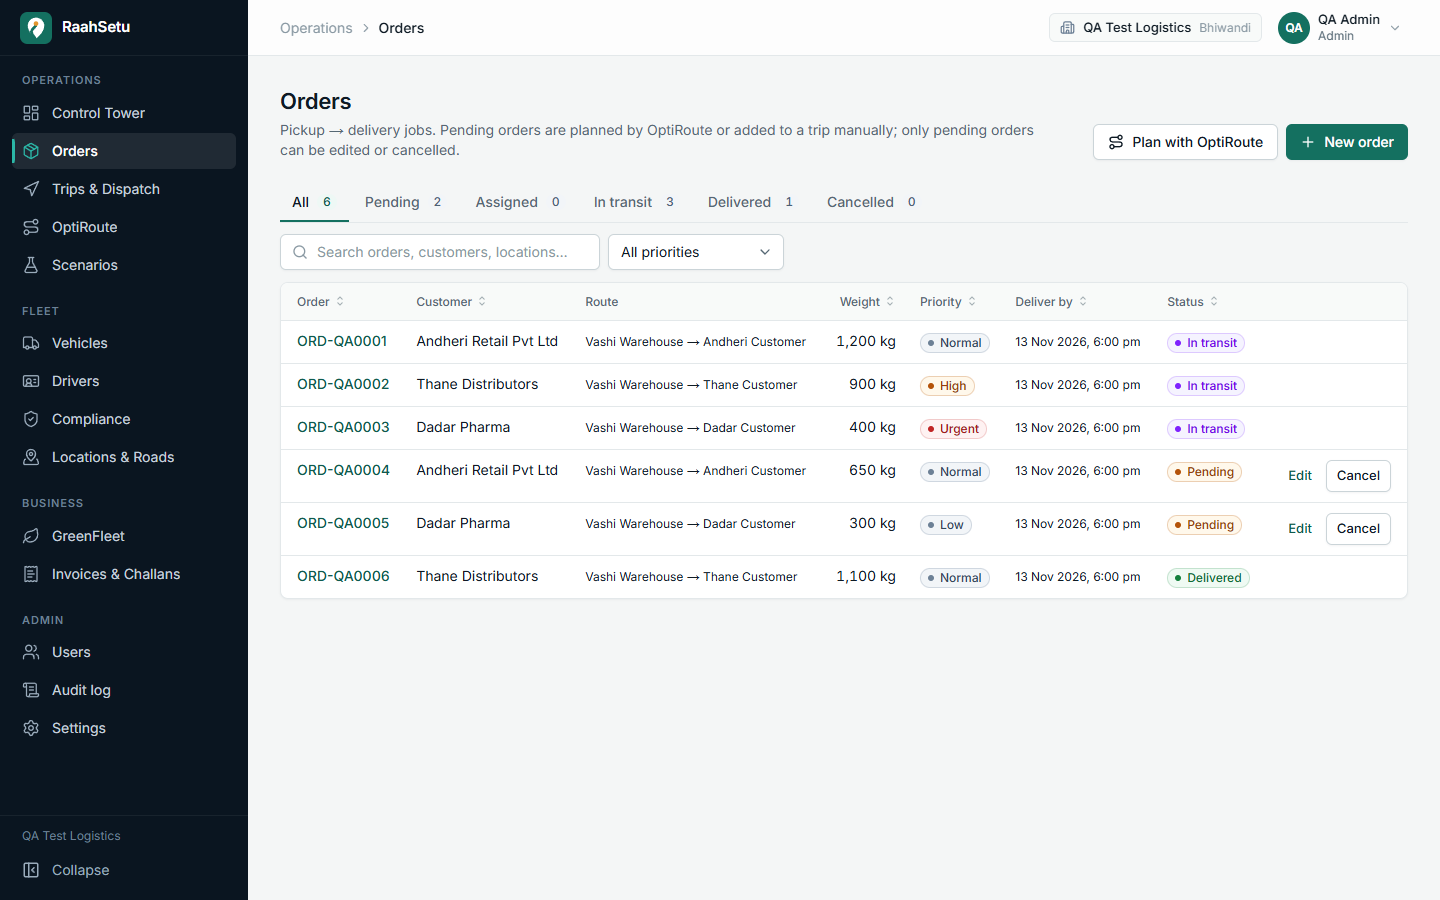 RaahSetu
OPERATIONS
Control Tower
Orders
Trips & Dispatch
OptiRoute
Scenarios
FLEET
Vehicles
Drivers
Compliance
Locations & Roads
BUSINESS
GreenFleet
Invoices & Challans
ADMIN
Users
Audit log
Settings
QA Test Logistics
Collapse
Operations > Orders
QA Test Logistics Bhiwandi
QA
QA Admin
Admin
Orders
Pickup → delivery jobs. Pending orders are planned by OptiRoute or added to a trip manually; only pending orders
can be edited or cancelled.
Plan with OptiRoute
+ New order
All 6 Pending 2 Assigned 0 In transit 3 Delivered 1 Cancelled 0
Search orders, customers, locations... All priorities
Order Customer Route Weight Priority Deliver by Status
ORD-QA0001 Andheri Retail Pvt Ltd Vashi Warehouse → Andheri Customer 1,200 kg Normal 13 Nov 2026, 6:00 pm In transit
ORD-QA0002 Thane Distributors Vashi Warehouse → Thane Customer 900 kg High 13 Nov 2026, 6:00 pm In transit
ORD-QA0003 Dadar Pharma Vashi Warehouse → Dadar Customer 400 kg Urgent 13 Nov 2026, 6:00 pm In transit
ORD-QA0004 Andheri Retail Pvt Ltd Vashi Warehouse → Andheri Customer 650 kg Normal 13 Nov 2026, 6:00 pm Pending Edit Cancel
ORD-QA0005 Dadar Pharma Vashi Warehouse → Dadar Customer 300 kg Low 13 Nov 2026, 6:00 pm Pending Edit Cancel
ORD-QA0006 Thane Distributors Vashi Warehouse → Thane Customer 1,100 kg Normal 13 Nov 2026, 6:00 pm Delivered